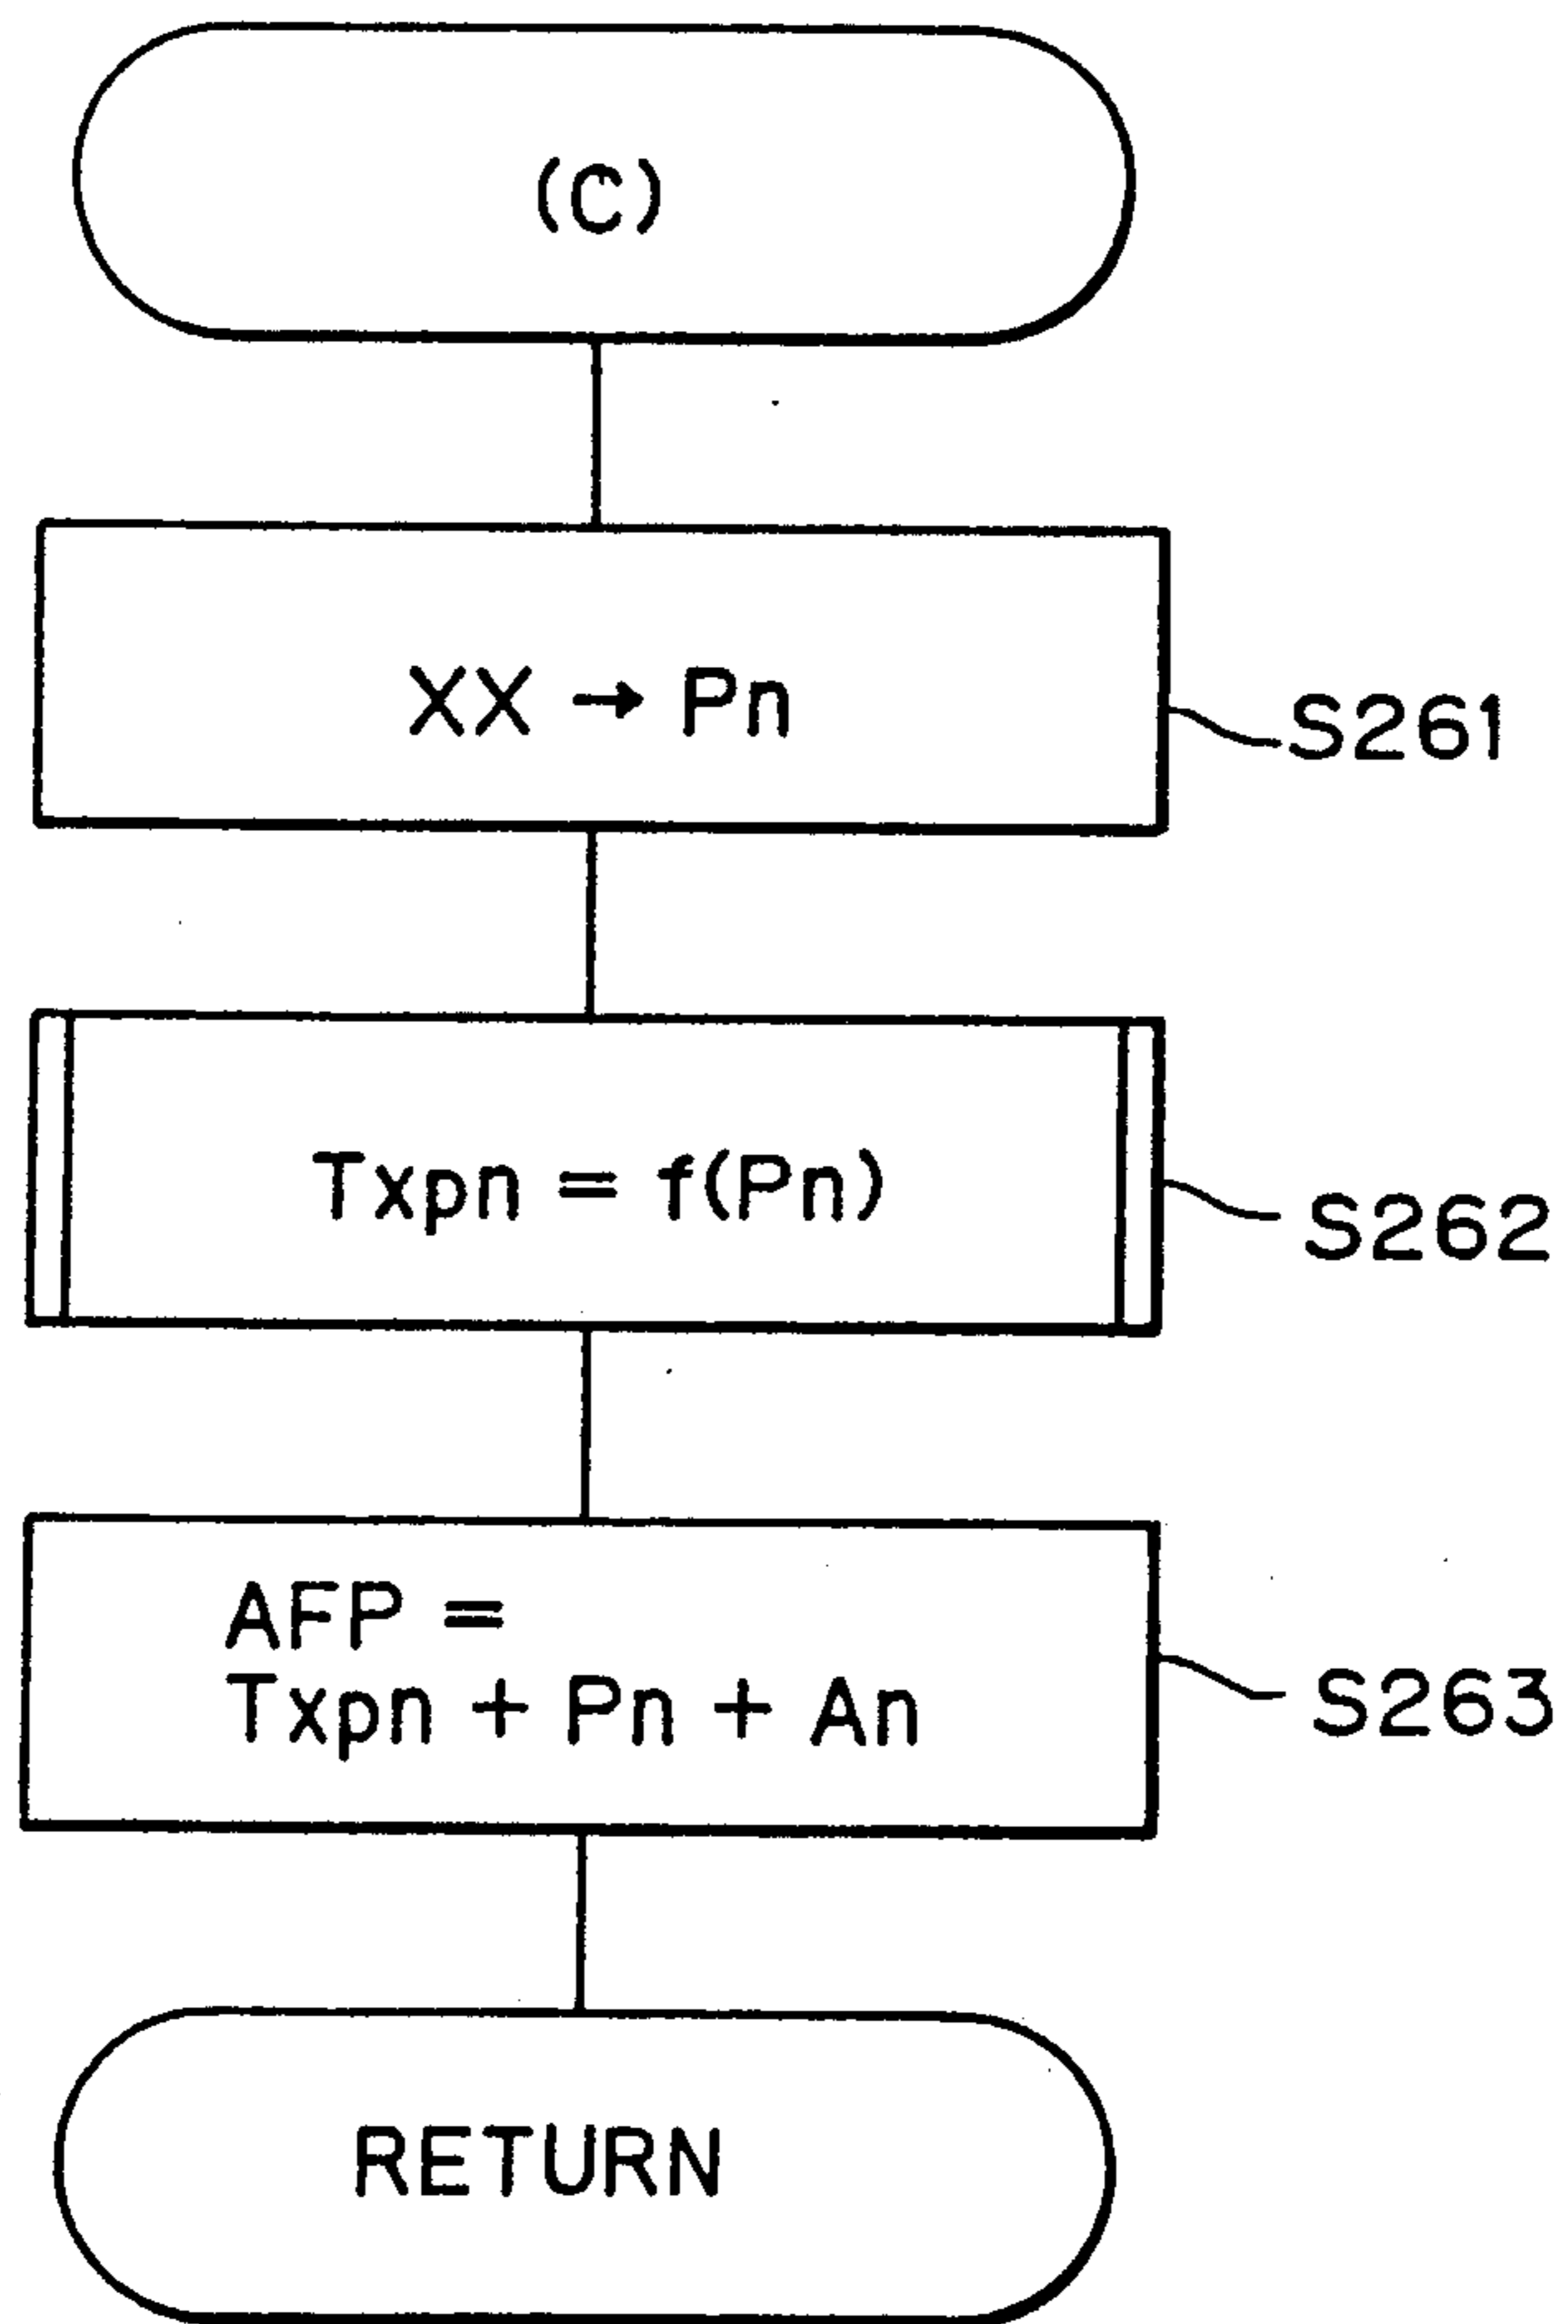 (C)
XX → Pn
S261
Txpn = f(Pn)
S262
AFP =
Txpn + Pn + An
S263
RETURN